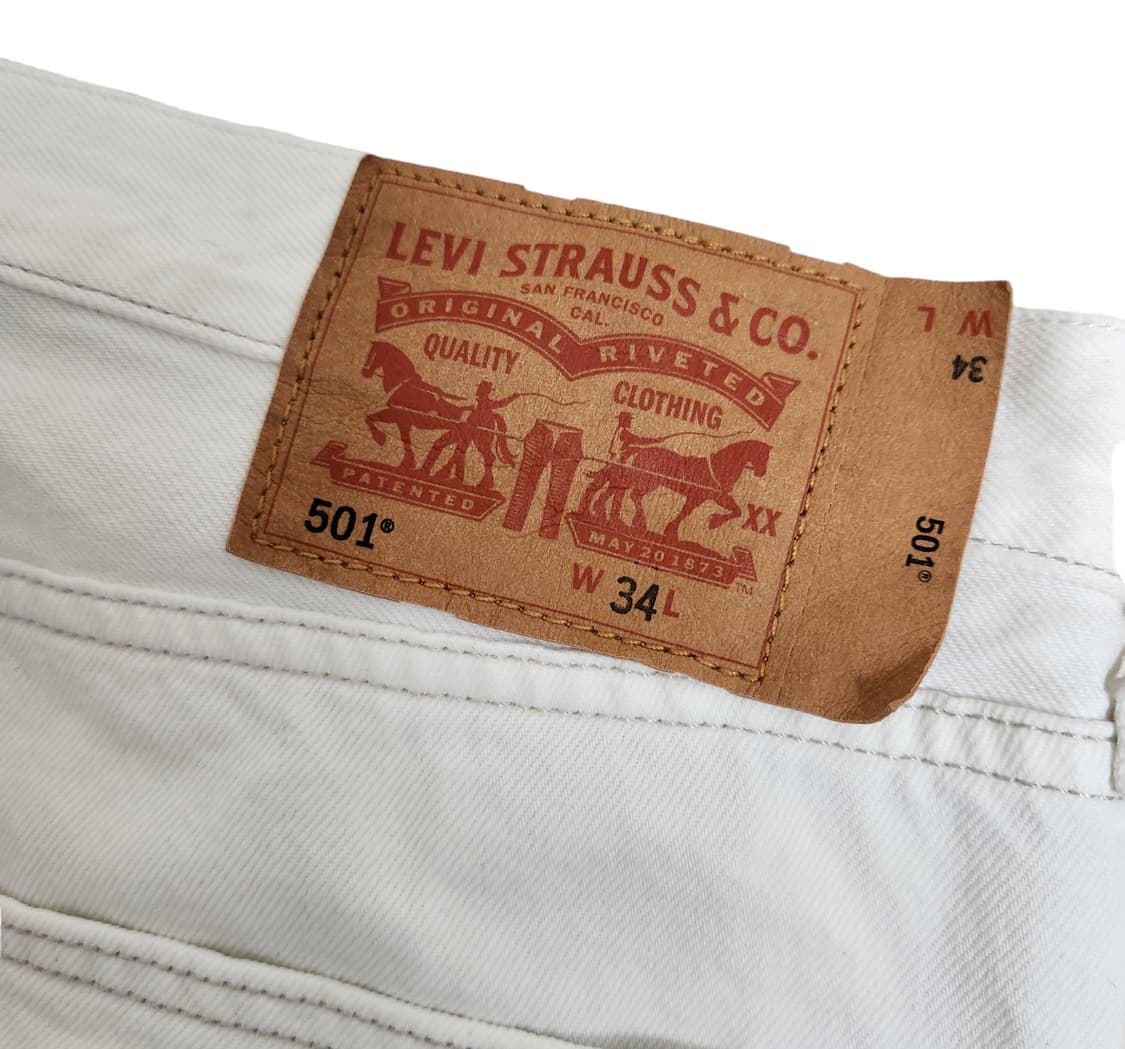 LEVI STRAUSS & CO.
SAN FRANCISCO
CAL.
ORIGINAL RIVETED
QUALITY
CLOTHING
XX
PATENTED
MAY 20 1873
TM
501®
W 34 L
W L
34
501®